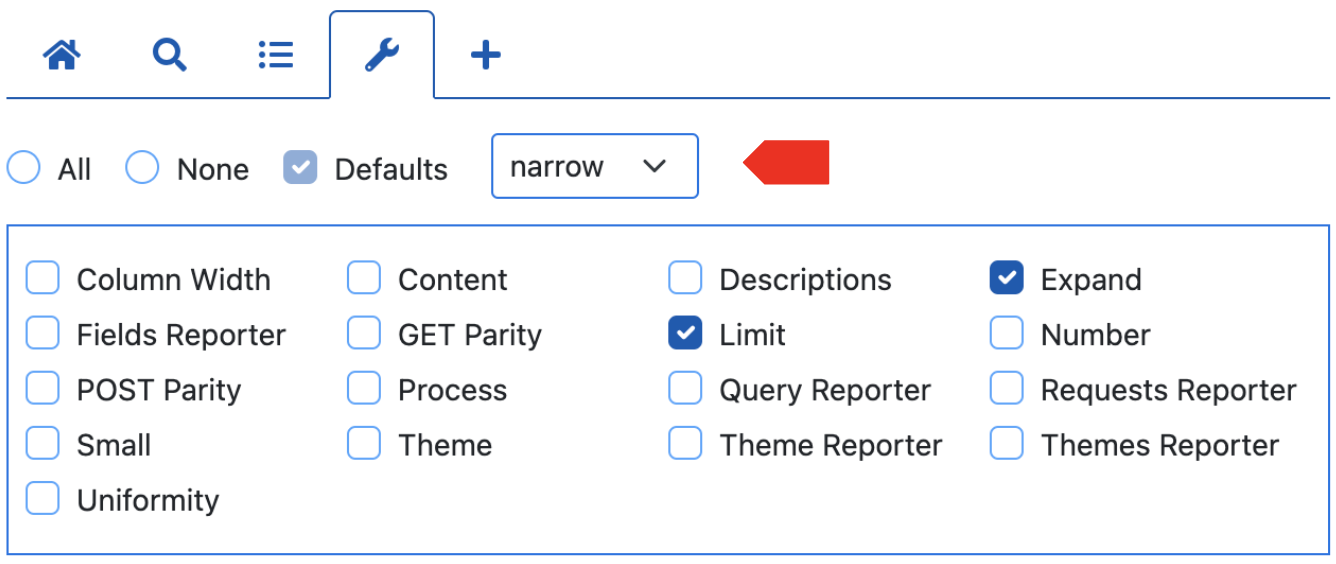 All None Defaults narrow
Column Width Content Descriptions Expand
Fields Reporter GET Parity Limit Number
POST Parity Process Query Reporter Requests Reporter
Small Theme Theme Reporter Themes Reporter
Uniformity